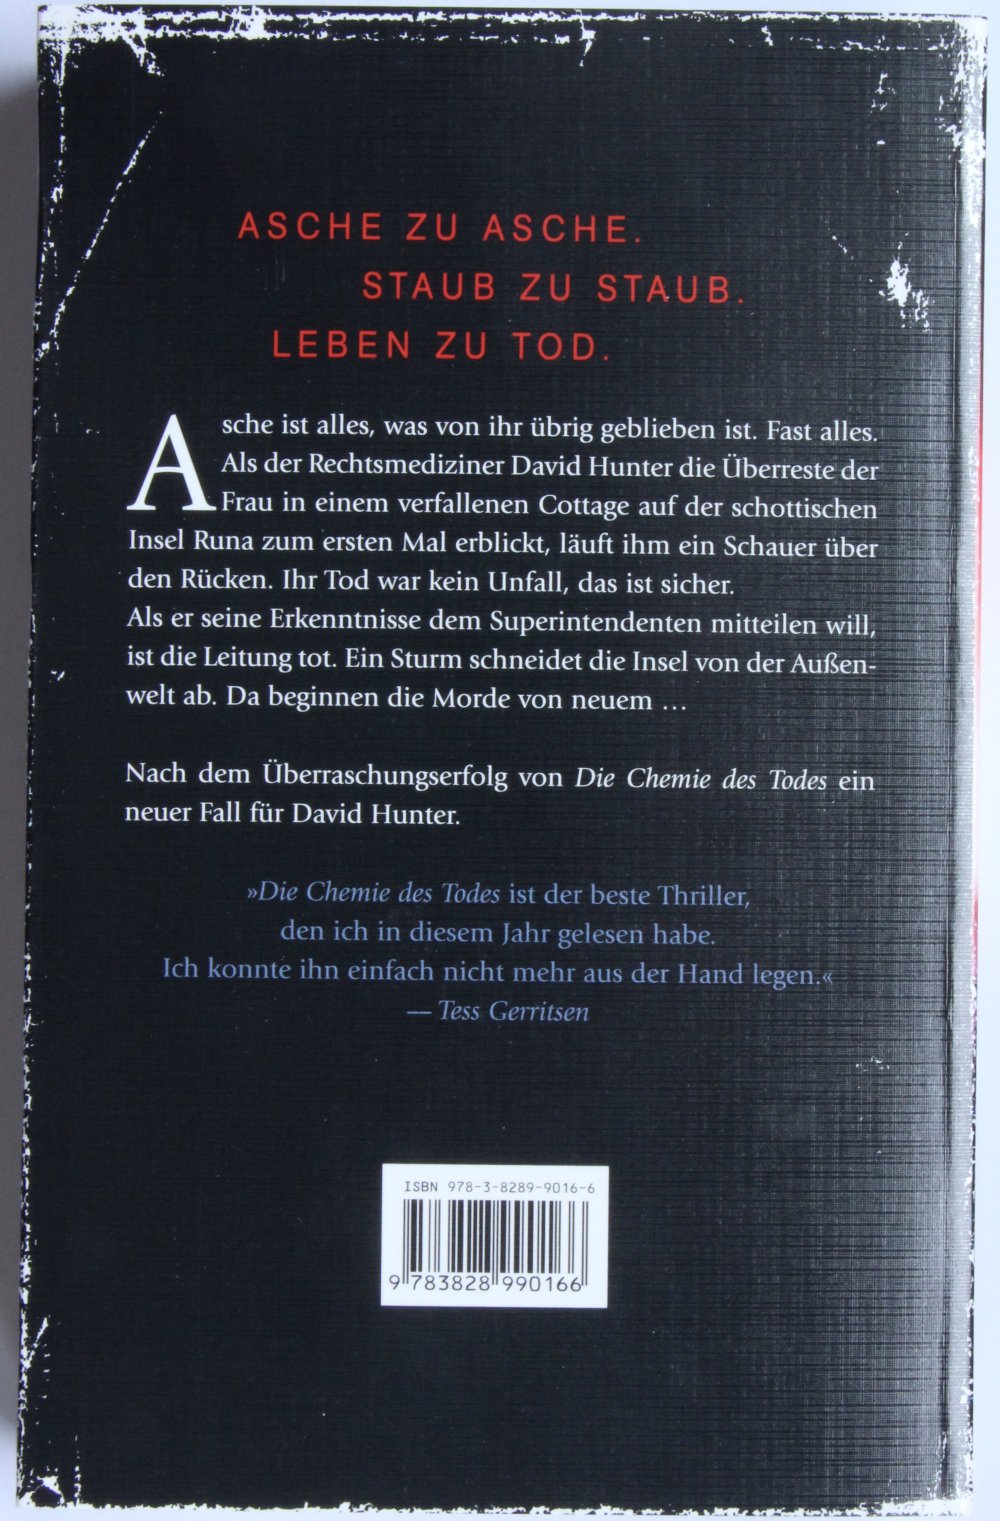 ASCHE ZU ASCHE.
STAUB ZU STAUB.
LEBEN ZU TOD.
Asche ist alles, was von ihr übrig geblieben ist. Fast alles.
Als der Rechtsmediziner David Hunter die Überreste der
Frau in einem verfallenen Cottage auf der schottischen
Insel Runa zum ersten Mal erblickt, läuft ihm ein Schauer über
den Rücken. Ihr Tod war kein Unfall, das ist sicher.
Als er seine Erkenntnisse dem Superintendenten mitteilen will,
ist die Leitung tot. Ein Sturm schneidet die Insel von der Außen-
welt ab. Da beginnen die Morde von neuem …
Nach dem Überraschungserfolg von Die Chemie des Todes ein
neuer Fall für David Hunter.
»Die Chemie des Todes ist der beste Thriller,
den ich in diesem Jahr gelesen habe.
Ich konnte ihn einfach nicht mehr aus der Hand legen.«
— Tess Gerritsen
ISBN 978-3-8289-9016-6
9 783828 990166